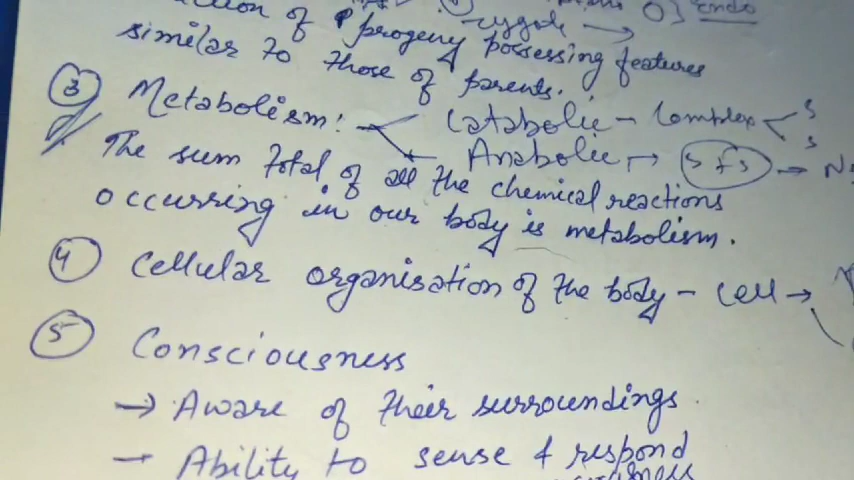 of progeny possessing features
zygote → O} endo
similar to those of parents.
③ Metabolism: Catabolic - Complex < s s
Anabolic → s+s →
The sum total of all the chemical reactions
occurring in our body is metabolism.
④ Cellular organisation of the body - Cell →
⑤ Consciousness
→ Aware of their surroundings
- Ability to sense & respond